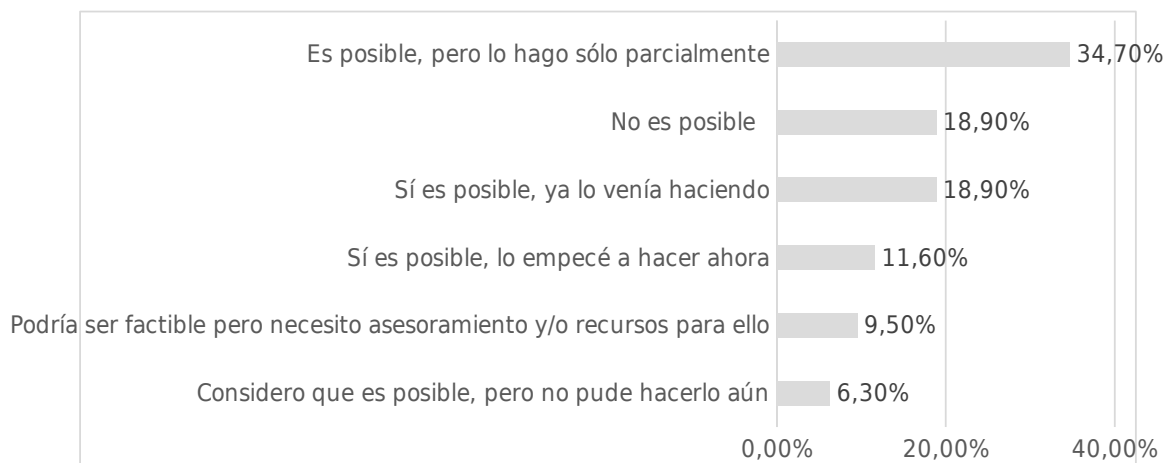 Es posible, pero lo hago sólo parcialmente 34,70%
No es posible 18,90%
Sí es posible, ya lo venía haciendo 18,90%
Sí es posible, lo empecé a hacer ahora 11,60%
Podría ser factible pero necesito asesoramiento y/o recursos para ello 9,50%
Considero que es posible, pero no pude hacerlo aún 6,30%
0,00% 20,00% 40,00%